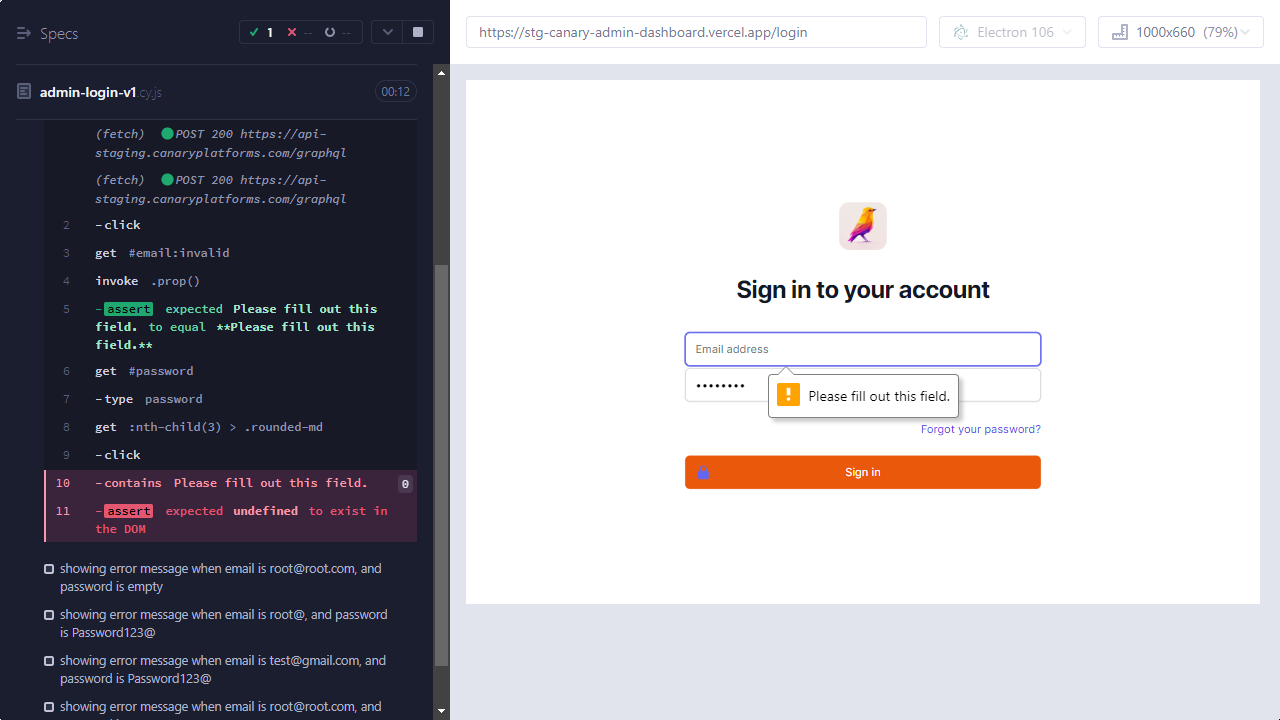 Specs
1
--
--
admin-login-v1.cy.js
00:12
(fetch) POST 200 https://api-
staging.canaryplatforms.com/graphql
(fetch) POST 200 https://api-
staging.canaryplatforms.com/graphql
2 -click
3 get #email:invalid
4 invoke .prop()
5 -assert expected Please fill out this
field. to equal **Please fill out this
field.**
6 get #password
7 -type password
8 get :nth-child(3) > .rounded-md
9 -click
10 -contains Please fill out this field. 0
11 -assert expected undefined to exist in
the DOM
showing error message when email is root@root.com, and
password is empty
showing error message when email is root@, and password
is Password123@
showing error message when email is test@gmail.com, and
password is Password123@
showing error message when email is root@root.com, and
https://stg-canary-admin-dashboard.vercel.app/login
Electron 106
1000x660 (79%)
Sign in to your account
Email address
••••••••
! Please fill out this field.
Forgot your password?
Sign in